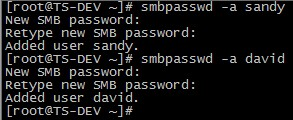 [root@TS-DEV ~]# smbpasswd -a sandy
New SMB password:
Retype new SMB password:
Added user sandy.
[root@TS-DEV ~]# smbpasswd -a david
New SMB password:
Retype new SMB password:
Added user david.
[root@TS-DEV ~]#